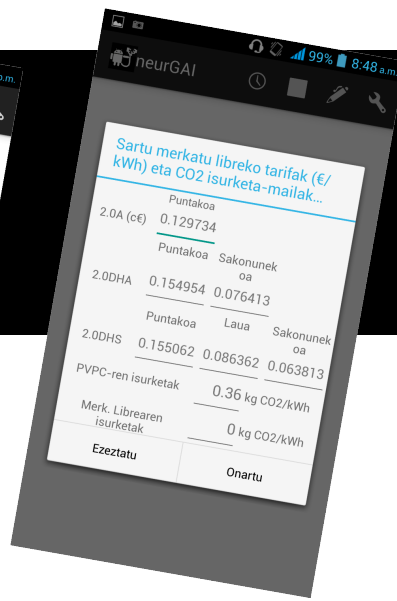 o.m.
99% 8:48 a.m.
neurGAI
Sartu merkatu libreko tarifak (€/
kWh) eta CO2 isurketa-mailak...
Puntakoa
2.0A (c€) 0.129734
Puntakoa Sakonunek
oa
2.0DHA 0.154954 0.076413
Puntakoa Laua Sakonunek
oa
2.0DHS 0.155062 0.086362 0.063813
PVPC-ren isurketak 0.36 kg CO2/kWh
Merk. Librearen
isurketak 0 kg CO2/kWh
Ezeztatu Onartu